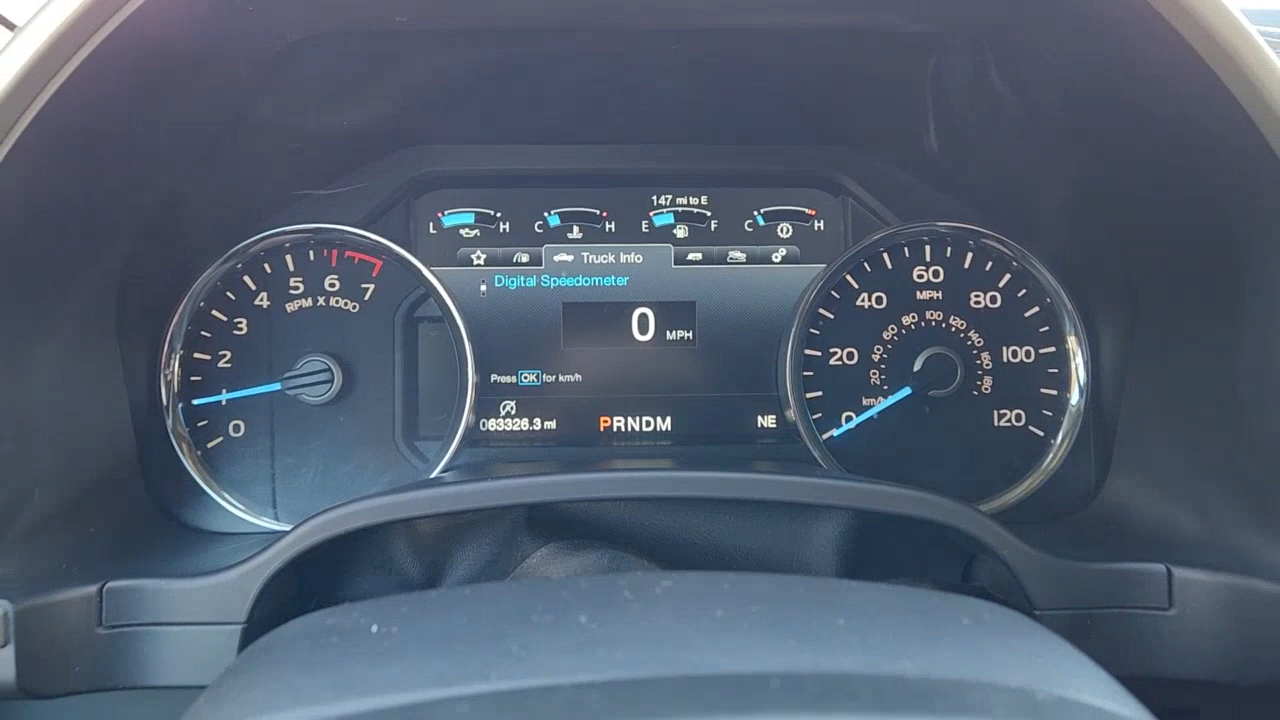 147 mi to E
L H C H E F C H
Truck Info
Digital Speedometer
0 MPH
Press OK for km/h
063326.3 mi
PRNDM
NE
0 1 2 3 4 5 6 7
RPM X 1000
0 20 40 60 80 100 120
MPH
20 40 60 80 100 120 140 160 180
km/h